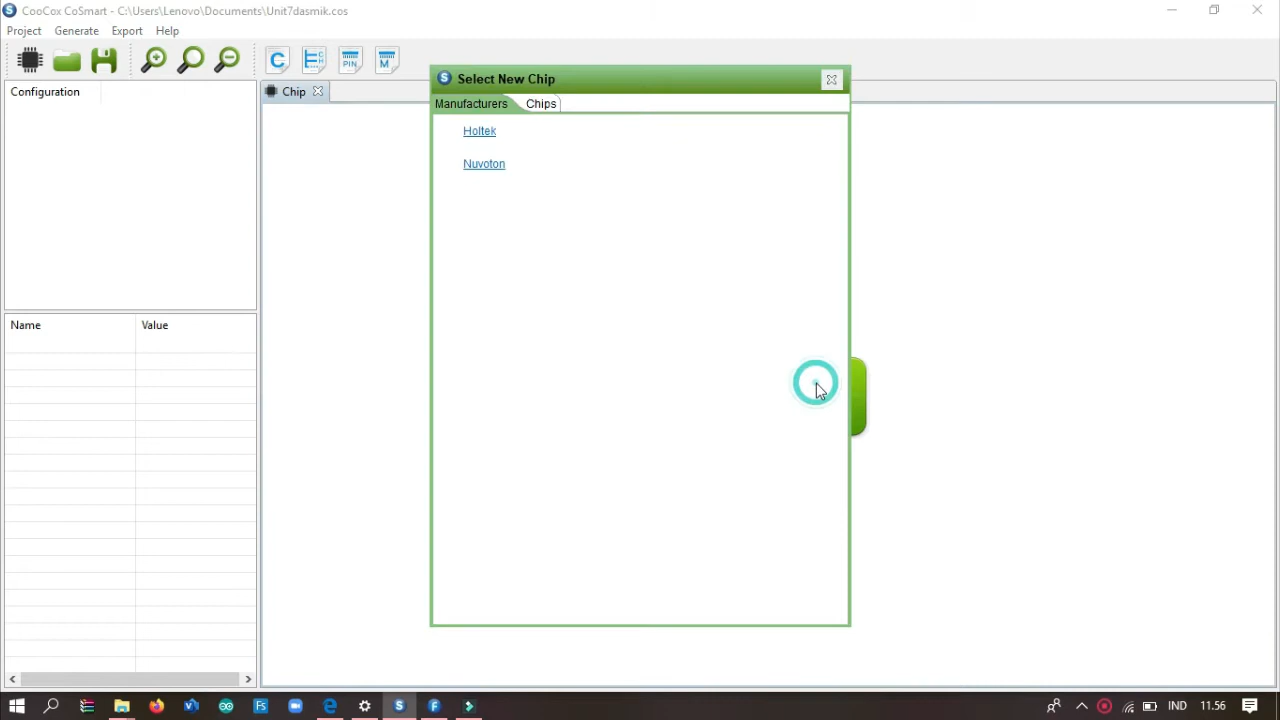 CooCox CoSmart - C:\Users\Lenovo\Documents\Unit7dasmik.cos
Project Generate Export Help
C PIN M
Configuration
Chip
Select New Chip
Manufacturers Chips
Holtek
Nuvoton
Name Value
IND 11.56